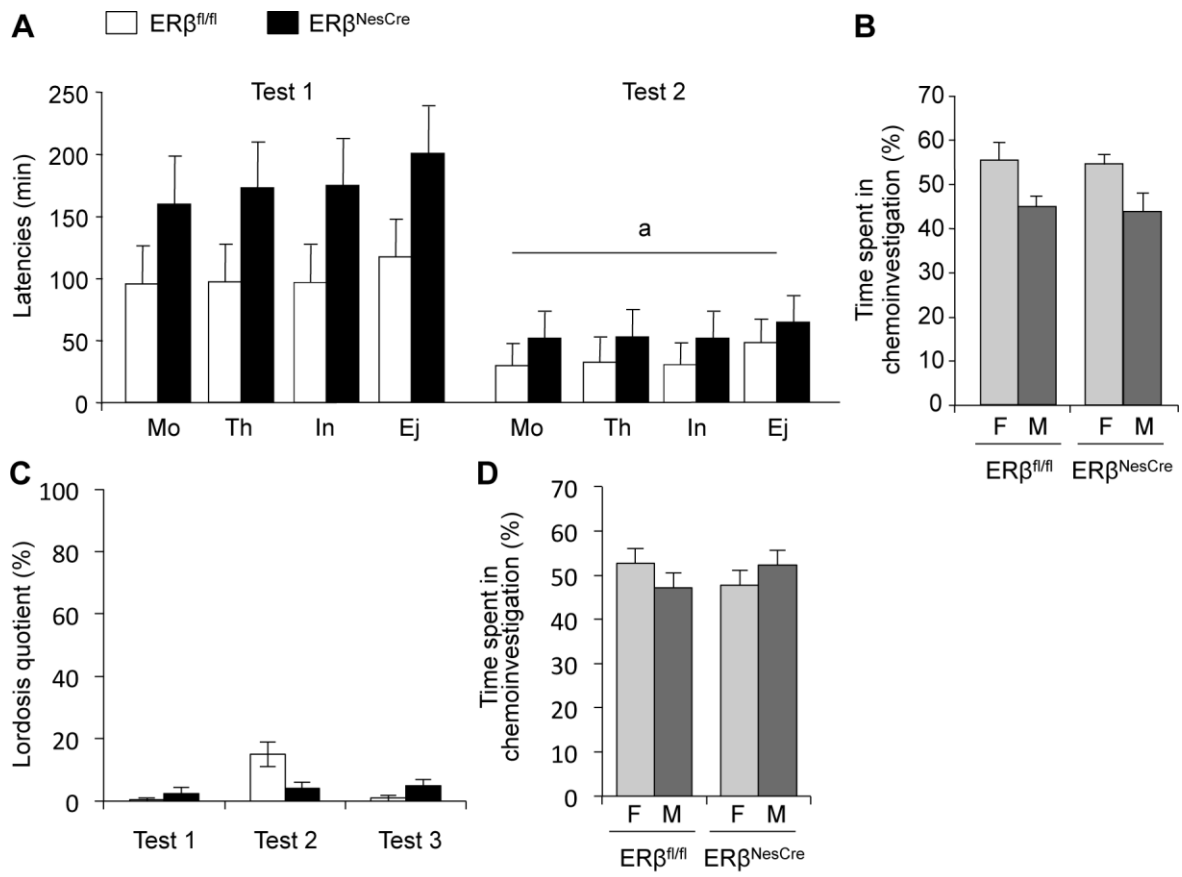 A
ERβfl/fl
ERβNesCre
Test 1
Test 2
Latencies (min)
250
200
150
100
50
0
a
Mo Th In Ej Mo Th In Ej
B
Time spent in
chemoinvestigation (%)
70
60
50
40
30
20
10
0
F M F M
ERβfl/fl ERβNesCre
C
Lordosis quotient (%)
100
80
60
40
20
0
Test 1 Test 2 Test 3
D
Time spent in
chemoinvestigation (%)
70
60
50
40
30
20
10
0
F M F M
ERβfl/fl ERβNesCre